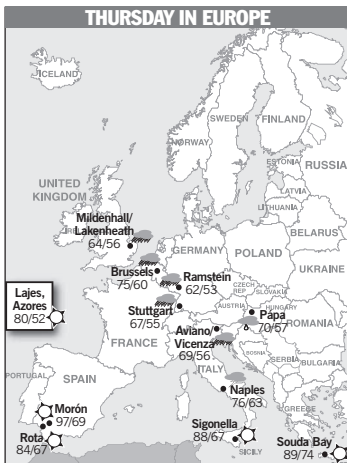 THURSDAY IN EUROPE
ICELAND
SWEDEN
FINLAND
NORWAY
ESTONIA
RUSSIA
LATVIA
LITHUANIA
UNITED
KINGDOM
BELARUS
Mildenhall/
Lakenheath
64/56
GERMANY
POLAND
UKRAINE
Brussels
75/60
Ramstein
62/53
CZECH
REP.
SLOVAKIA
Lajes,
Azores
80/52
Stuttgart
67/55
AUSTRIA
HUNGARY
Pápa
70/57
ROMANIA
Aviano/
Vicenza
69/56
FRANCE
BOSNIA
SERBIA
BULGARIA
ITALY
PORTUGAL
SPAIN
Naples
76/63
Morón
97/69
GREECE
Rota
84/67
Sigonella
88/67
SICILY
Souda Bay
89/74